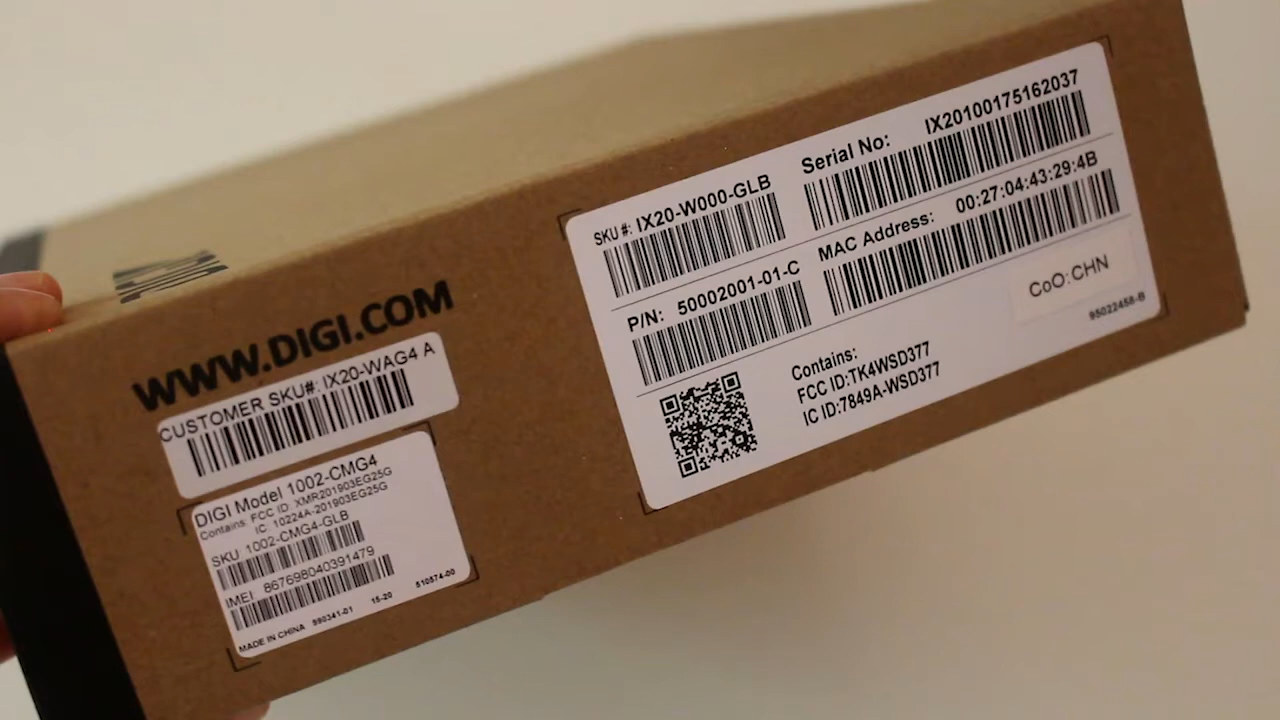 WWW.DIGI.COM
CUSTOMER SKU#: IX20-WAG4 A
DIGI Model 1002-CMG4
Contains: FCC ID: XMR201903EG25G
IC: 10224A-201903EG25G
SKU: 1002-CMG4-GLB
IMEI 867698040391479
MADE IN CHINA 990341-01 15-20 510574-00
SKU #: IX20-W000-GLB
Serial No: IX20100175162037
P/N: 50002001-01-C
MAC Address: 00:27:04:43:29:4B
CoO:CHN
95022458-B
Contains:
FCC ID:TK4WSD377
IC ID:7849A-WSD377